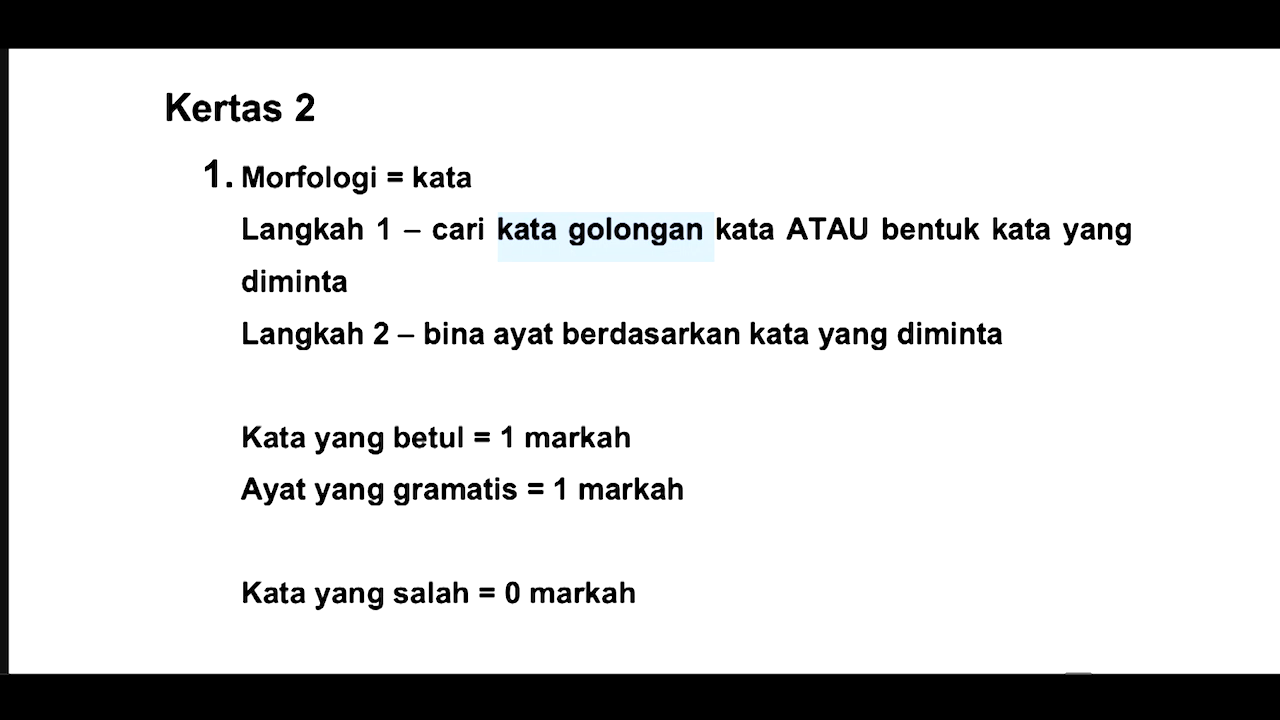 Kertas 2
1. Morfologi = kata
Langkah 1 – cari kata golongan kata ATAU bentuk kata yang
diminta
Langkah 2 – bina ayat berdasarkan kata yang diminta
Kata yang betul = 1 markah
Ayat yang gramatis = 1 markah
Kata yang salah = 0 markah